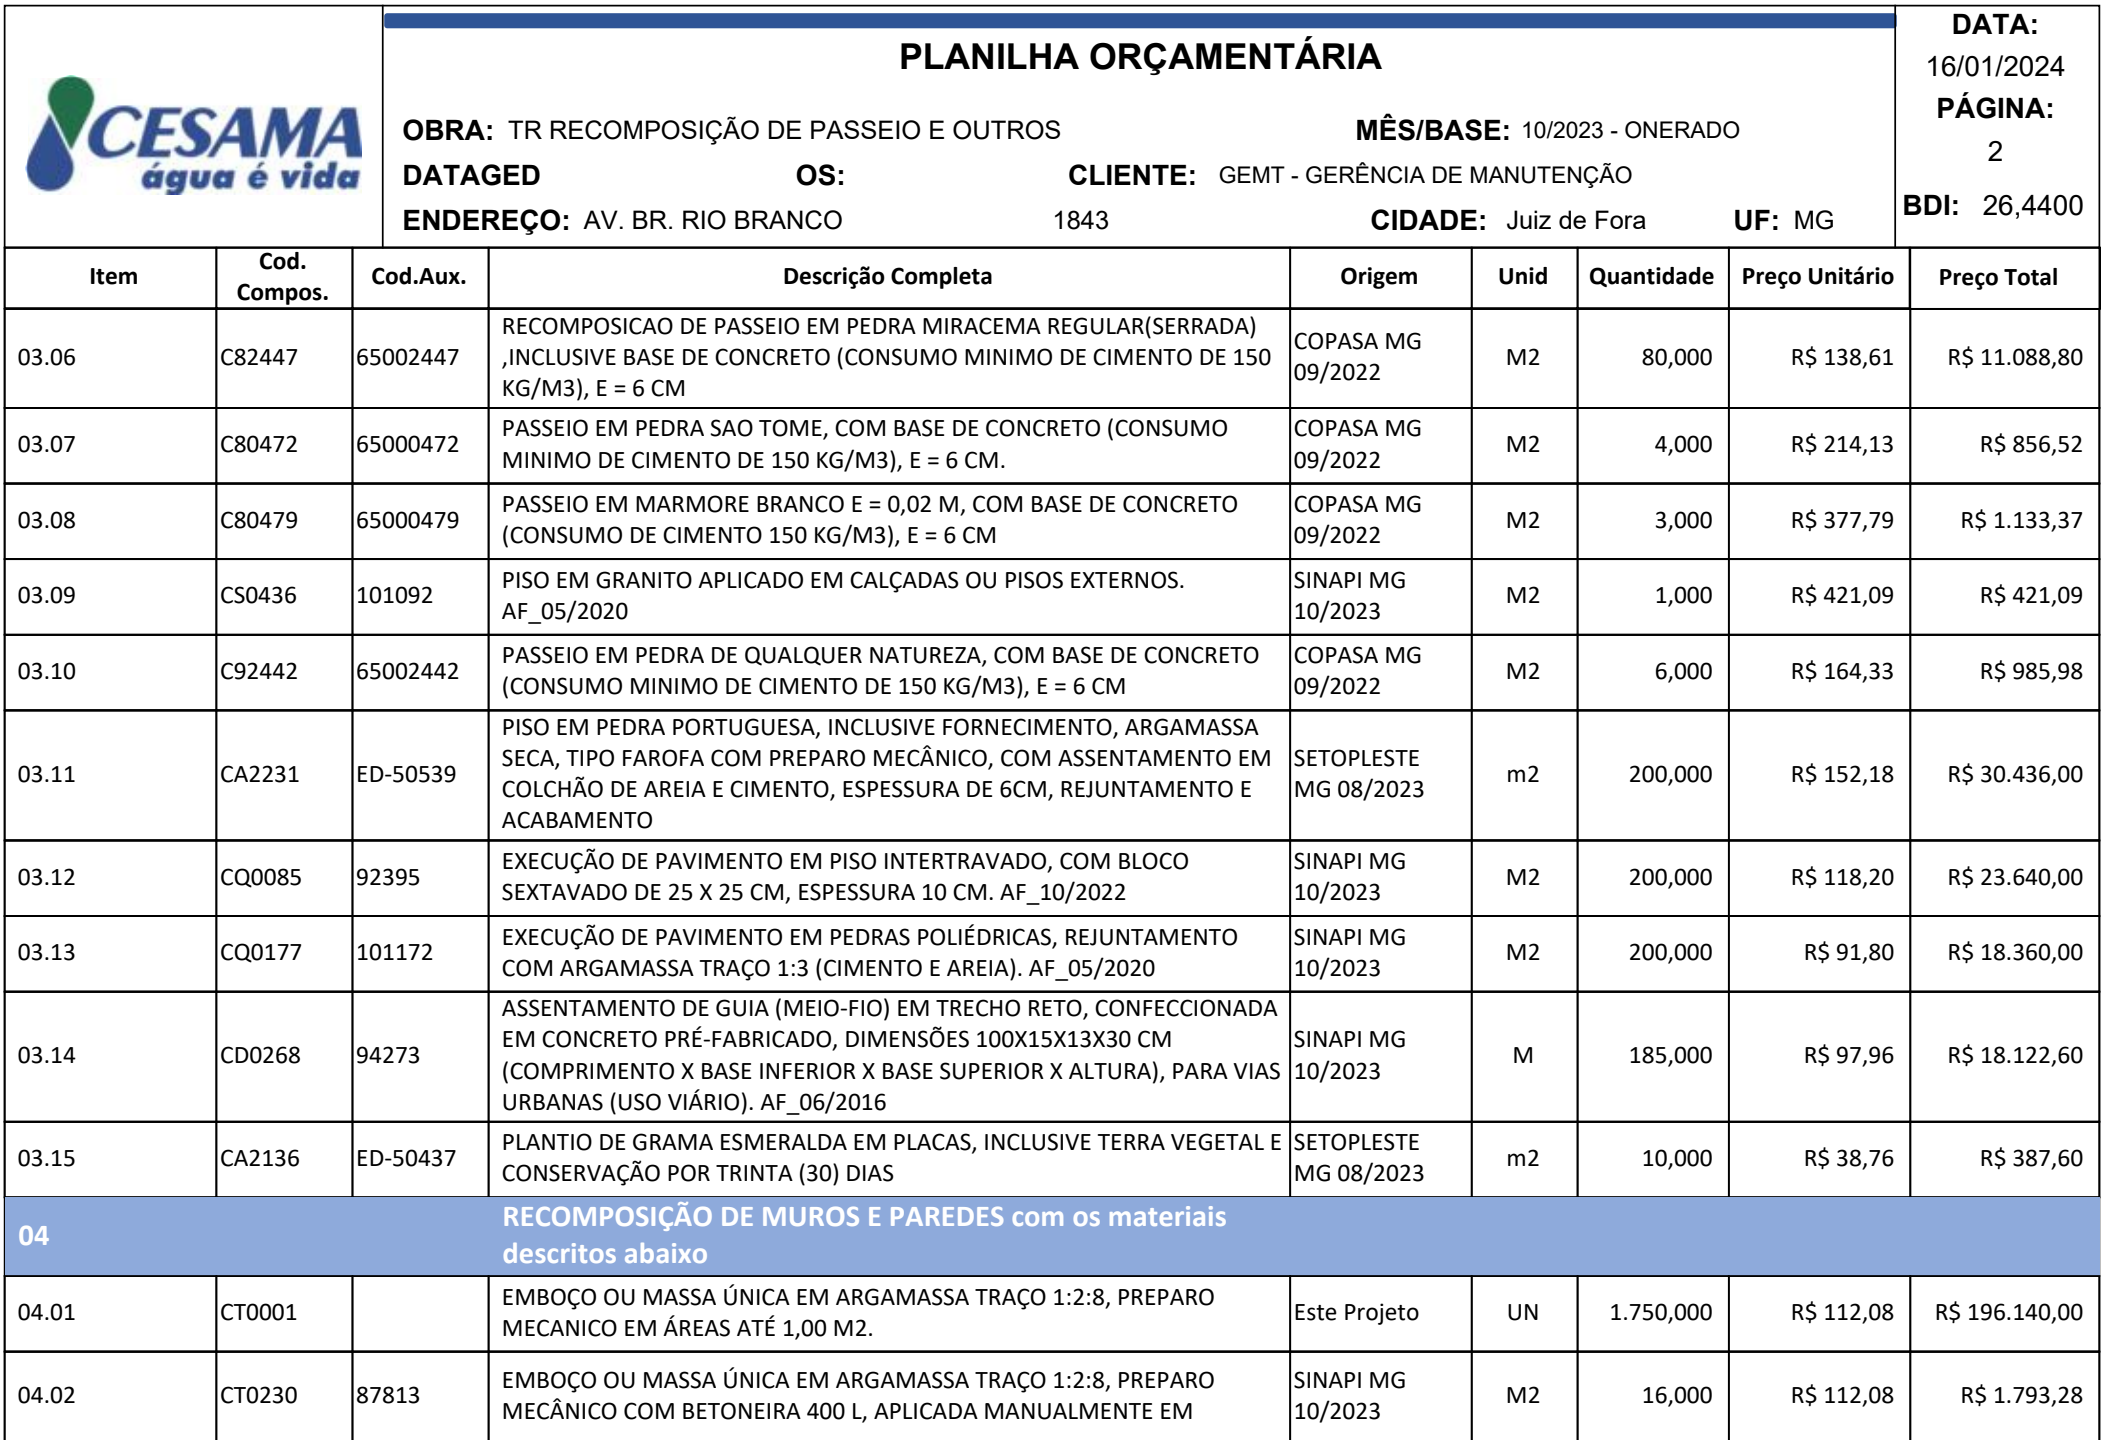 CESAMA
água é vida
PLANILHA ORÇAMENTÁRIA
DATA:
16/01/2024
PÁGINA:
2
BDI: 26,4400
OBRA: TR RECOMPOSIÇÃO DE PASSEIO E OUTROS MÊS/BASE: 10/2023 - ONERADO
DATAGED OS: CLIENTE: GEMT - GERÊNCIA DE MANUTENÇÃO
ENDEREÇO: AV. BR. RIO BRANCO 1843 CIDADE: Juiz de Fora UF: MG
Item Cod. Compos. Cod.Aux. Descrição Completa Origem Unid Quantidade Preço Unitário Preço Total
03.06 C82447 65002447
RECOMPOSICAO DE PASSEIO EM PEDRA MIRACEMA REGULAR(SERRADA)
,INCLUSIVE BASE DE CONCRETO (CONSUMO MINIMO DE CIMENTO DE 150
KG/M3), E = 6 CM
COPASA MG
09/2022
M2 80,000 R$ 138,61 R$ 11.088,80
03.07 C80472 65000472
PASSEIO EM PEDRA SAO TOME, COM BASE DE CONCRETO (CONSUMO
MINIMO DE CIMENTO DE 150 KG/M3), E = 6 CM.
COPASA MG
09/2022
M2 4,000 R$ 214,13 R$ 856,52
03.08 C80479 65000479
PASSEIO EM MARMORE BRANCO E = 0,02 M, COM BASE DE CONCRETO
(CONSUMO DE CIMENTO 150 KG/M3), E = 6 CM
COPASA MG
09/2022
M2 3,000 R$ 377,79 R$ 1.133,37
03.09 CS0436 101092
PISO EM GRANITO APLICADO EM CALÇADAS OU PISOS EXTERNOS.
AF_05/2020
SINAPI MG
10/2023
M2 1,000 R$ 421,09 R$ 421,09
03.10 C92442 65002442
PASSEIO EM PEDRA DE QUALQUER NATUREZA, COM BASE DE CONCRETO
(CONSUMO MINIMO DE CIMENTO DE 150 KG/M3), E = 6 CM
COPASA MG
09/2022
M2 6,000 R$ 164,33 R$ 985,98
03.11 CA2231 ED-50539
PISO EM PEDRA PORTUGUESA, INCLUSIVE FORNECIMENTO, ARGAMASSA
SECA, TIPO FAROFA COM PREPARO MECÂNICO, COM ASSENTAMENTO EM
COLCHÃO DE AREIA E CIMENTO, ESPESSURA DE 6CM, REJUNTAMENTO E
ACABAMENTO
SETOPLESTE
MG 08/2023
m2 200,000 R$ 152,18 R$ 30.436,00
03.12 CQ0085 92395
EXECUÇÃO DE PAVIMENTO EM PISO INTERTRAVADO, COM BLOCO
SEXTAVADO DE 25 X 25 CM, ESPESSURA 10 CM. AF_10/2022
SINAPI MG
10/2023
M2 200,000 R$ 118,20 R$ 23.640,00
03.13 CQ0177 101172
EXECUÇÃO DE PAVIMENTO EM PEDRAS POLIÉDRICAS, REJUNTAMENTO
COM ARGAMASSA TRAÇO 1:3 (CIMENTO E AREIA). AF_05/2020
SINAPI MG
10/2023
M2 200,000 R$ 91,80 R$ 18.360,00
03.14 CD0268 94273
ASSENTAMENTO DE GUIA (MEIO-FIO) EM TRECHO RETO, CONFECCIONADA
EM CONCRETO PRÉ-FABRICADO, DIMENSÕES 100X15X13X30 CM
(COMPRIMENTO X BASE INFERIOR X BASE SUPERIOR X ALTURA), PARA VIAS
URBANAS (USO VIÁRIO). AF_06/2016
SINAPI MG
10/2023
M 185,000 R$ 97,96 R$ 18.122,60
03.15 CA2136 ED-50437
PLANTIO DE GRAMA ESMERALDA EM PLACAS, INCLUSIVE TERRA VEGETAL E
CONSERVAÇÃO POR TRINTA (30) DIAS
SETOPLESTE
MG 08/2023
m2 10,000 R$ 38,76 R$ 387,60
04
RECOMPOSIÇÃO DE MUROS E PAREDES com os materiais
descritos abaixo
04.01 CT0001
EMBOÇO OU MASSA ÚNICA EM ARGAMASSA TRAÇO 1:2:8, PREPARO
MECANICO EM ÁREAS ATÉ 1,00 M2.
Este Projeto UN 1.750,000 R$ 112,08 R$ 196.140,00
04.02 CT0230 87813
EMBOÇO OU MASSA ÚNICA EM ARGAMASSA TRAÇO 1:2:8, PREPARO
MECÂNICO COM BETONEIRA 400 L, APLICADA MANUALMENTE EM
SINAPI MG
10/2023
M2 16,000 R$ 112,08 R$ 1.793,28